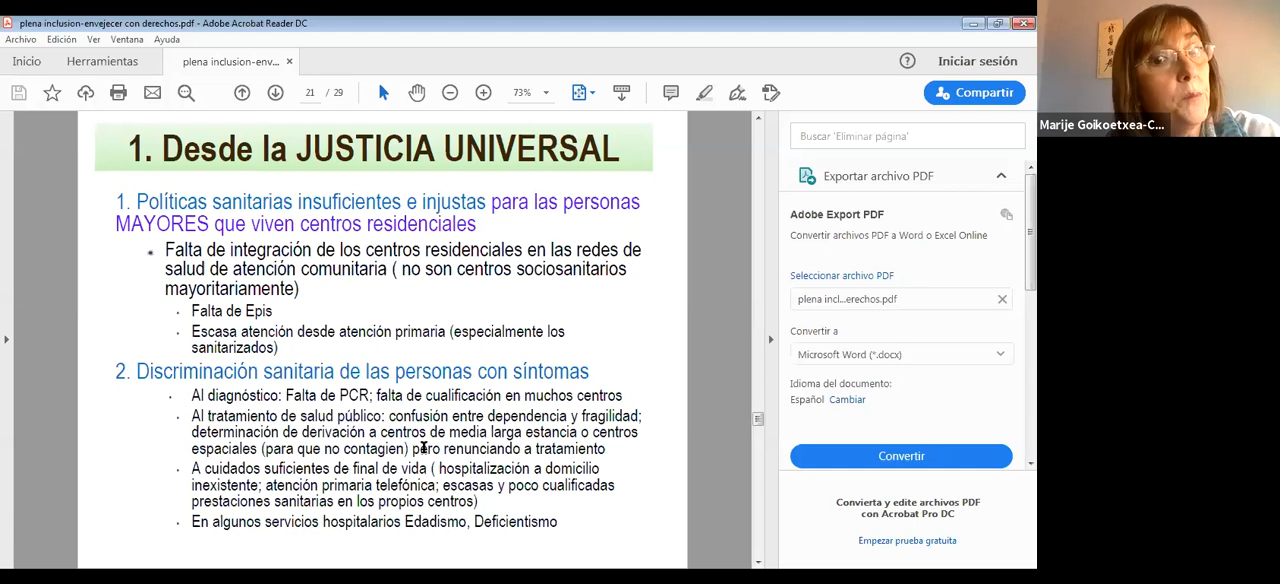 plena inclusion-envejecer con derechos.pdf - Adobe Acrobat Reader DC
Archivo Edición Ver Ventana Ayuda
Inicio Herramientas plena inclusion-env... ×
Iniciar sesión
21 / 29 73% Compartir
Marije Goikoetxea-C...
1. Desde la JUSTICIA UNIVERSAL
1. Políticas sanitarias insuficientes e injustas para las personas
MAYORES que viven centros residenciales
Falta de integración de los centros residenciales en las redes de
salud de atención comunitaria ( no son centros sociosanitarios
mayoritariamente)
Falta de Epis
Escasa atención desde atención primaria (especialmente los
sanitarizados)
2. Discriminación sanitaria de las personas con síntomas
Al diagnóstico: Falta de PCR; falta de cualificación en muchos centros
Al tratamiento de salud público: confusión entre dependencia y fragilidad;
determinación de derivación a centros de media larga estancia o centros
espaciales (para que no contagien) pero renunciando a tratamiento
A cuidados suficientes de final de vida ( hospitalización a domicilio
inexistente; atención primaria telefónica; escasas y poco cualificadas
prestaciones sanitarias en los propios centros)
En algunos servicios hospitalarios Edadismo, Deficientismo
Buscar 'Eliminar página'
Exportar archivo PDF
Adobe Export PDF
Convertir archivos PDF a Word o Excel Online
Seleccionar archivo PDF
plena incl...erechos.pdf
Convertir a
Microsoft Word (*.docx)
Idioma del documento:
Español Cambiar
Convertir
Convierta y edite archivos PDF
con Acrobat Pro DC
Empezar prueba gratuita